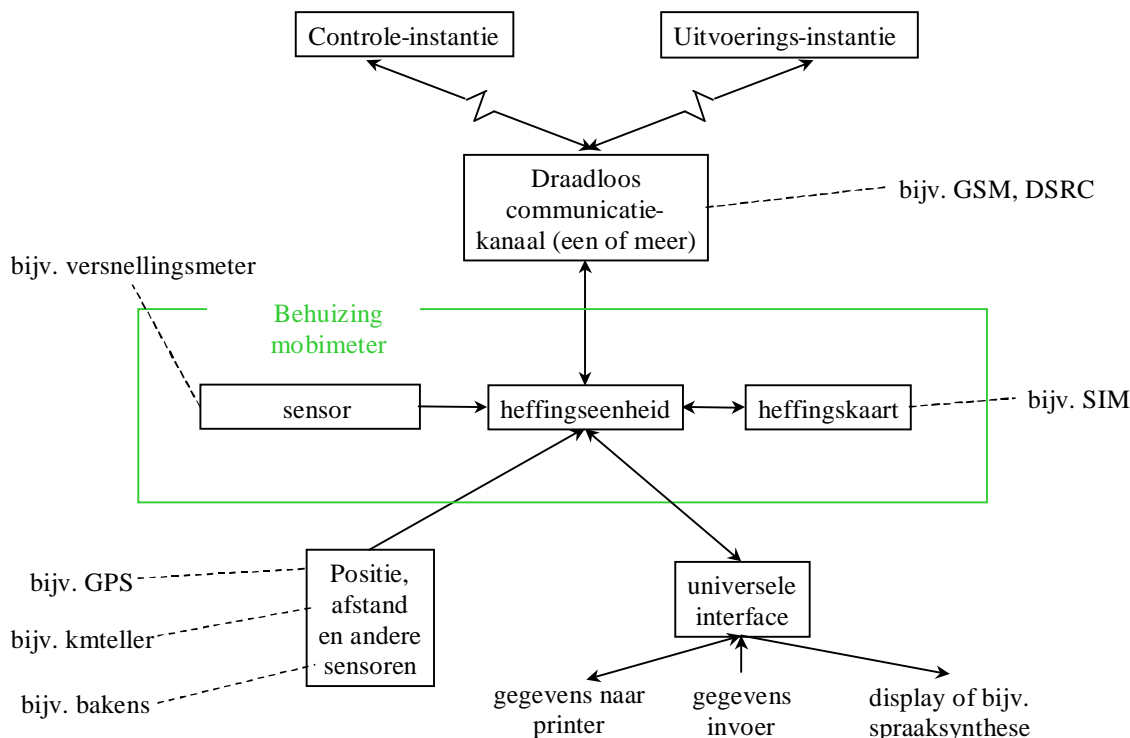 Controle-instantie
Uitvoerings-instantie
Draadloos
communicatie-
kanaal (een of meer)
bijv. GSM, DSRC
bijv. versnellingsmeter
Behuizing
mobimeter
sensor
heffingseenheid
heffingskaart
bijv. SIM
bijv. GPS
bijv. kmteller
bijv. bakens
Positie,
afstand
en andere
sensoren
universele
interface
gegevens naar
printer
gegevens
invoer
display of bijv.
spraaksynthese